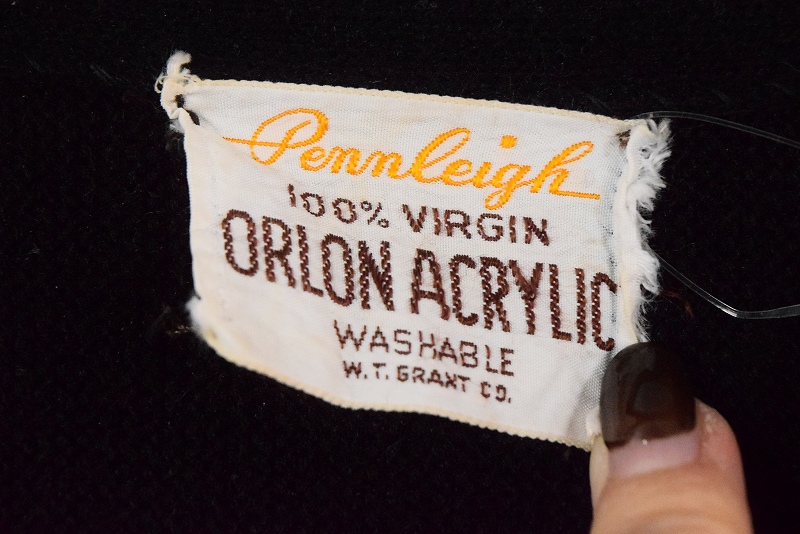 Pennleigh
100% VIRGIN
ORLON ACRYLIC
WASHABLE
W.T. GRANT CO.